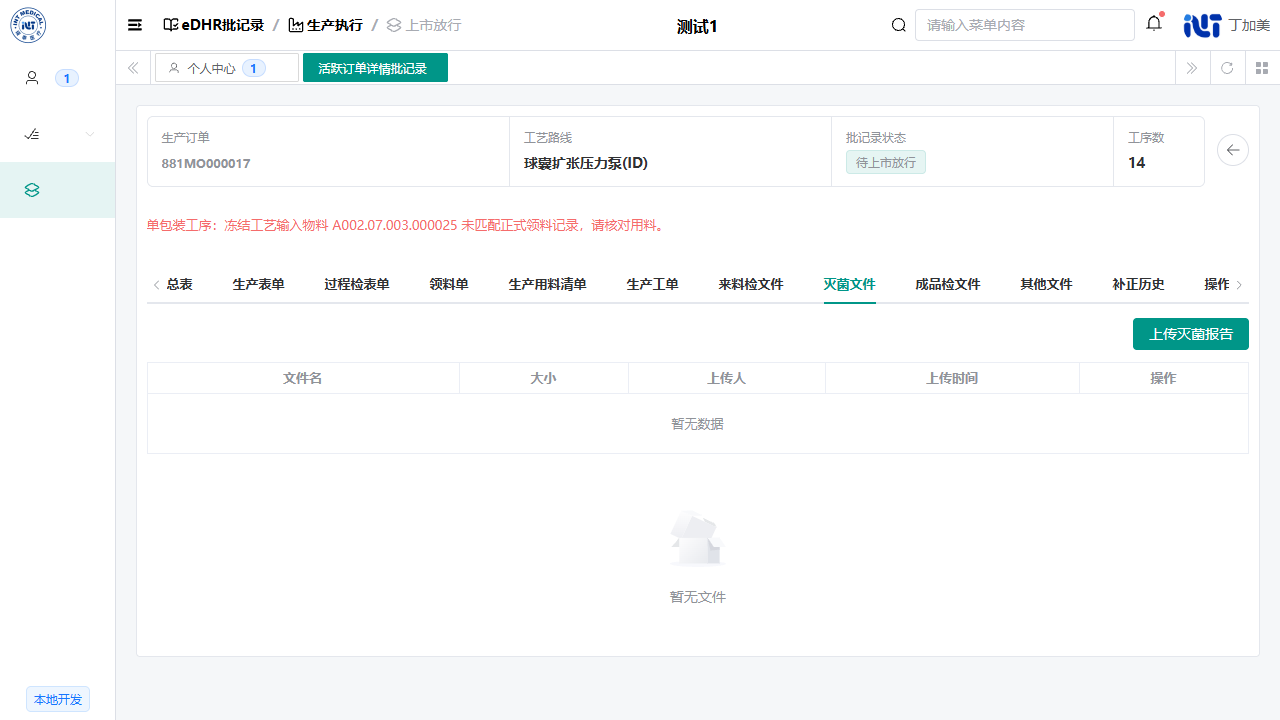 eDHR批记录 / 生产执行 / 上市放行
测试1
请输入菜单内容
丁加美
1
个人中心 1
活跃订单详情批记录
生产订单
881MO000017
工艺路线
球囊扩张压力泵(ID)
批记录状态
待上市放行
工序数
14
单包装工序：冻结工艺输入物料 A002.07.003.000025 未匹配正式领料记录，请核对用料。
总表 生产表单 过程检表单 领料单 生产用料清单 生产工单 来料检文件 灭菌文件 成品检文件 其他文件 补正历史 操作
上传灭菌报告
文件名 大小 上传人 上传时间 操作
暂无数据
暂无文件
本地开发